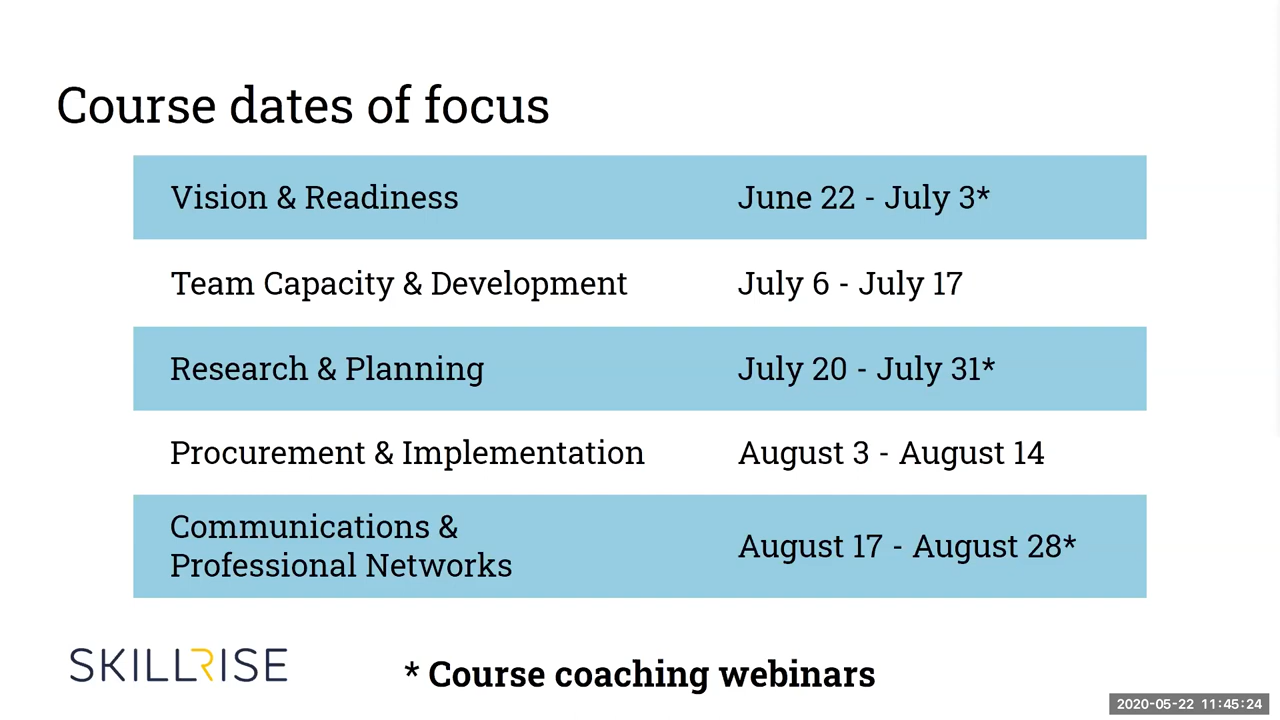 Course dates of focus
Vision & Readiness June 22 - July 3*
Team Capacity & Development July 6 - July 17
Research & Planning July 20 - July 31*
Procurement & Implementation August 3 - August 14
Communications &
Professional Networks August 17 - August 28*
SKILLRISE
* Course coaching webinars
2020-05-22 11:45:24